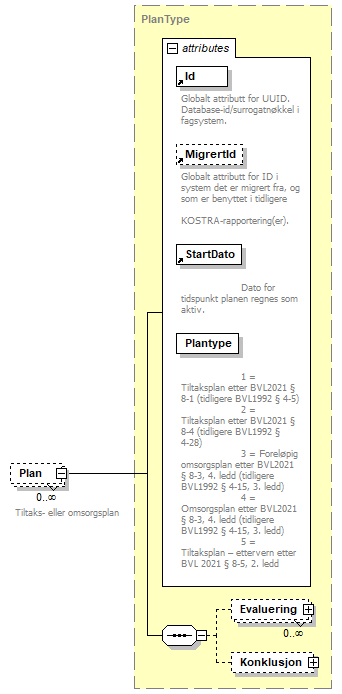 PlanType
attributes
Id
Globalt attributt for UUID.
Database-id/surrogatnøkkel i
fagsystem.
MigrertId
Globalt attributt for ID i
system det er migrert fra, og
som er benyttet i tidligere
KOSTRA-rapportering(er).
StartDato
Dato for
tidspunkt planen regnes som
aktiv.
Plantype
1 =
Tiltaksplan etter BVL2021 §
8-1 (tidligere BVL1992 § 4-5)
2 =
Tiltaksplan etter BVL2021 §
8-4 (tidligere BVL1992 §
4-28)
3 = Foreløpig
omsorgsplan etter BVL2021
§ 8-3, 4. ledd (tidligere
BVL1992 § 4-15, 3. ledd)
4 =
Omsorgsplan etter BVL2021
§ 8-3, 4. ledd (tidligere
BVL1992 § 4-15, 3. ledd)
5 =
Tiltaksplan – ettervern etter
BVL 2021 § 8-5, 2. ledd
Plan
0..∞
Tiltaks- eller omsorgsplan
Evaluering
0..∞
Konklusjon